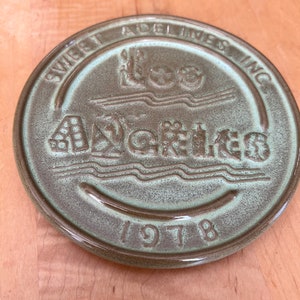 SWEET ADELINES, INC.
LOS
ANGELES
1978